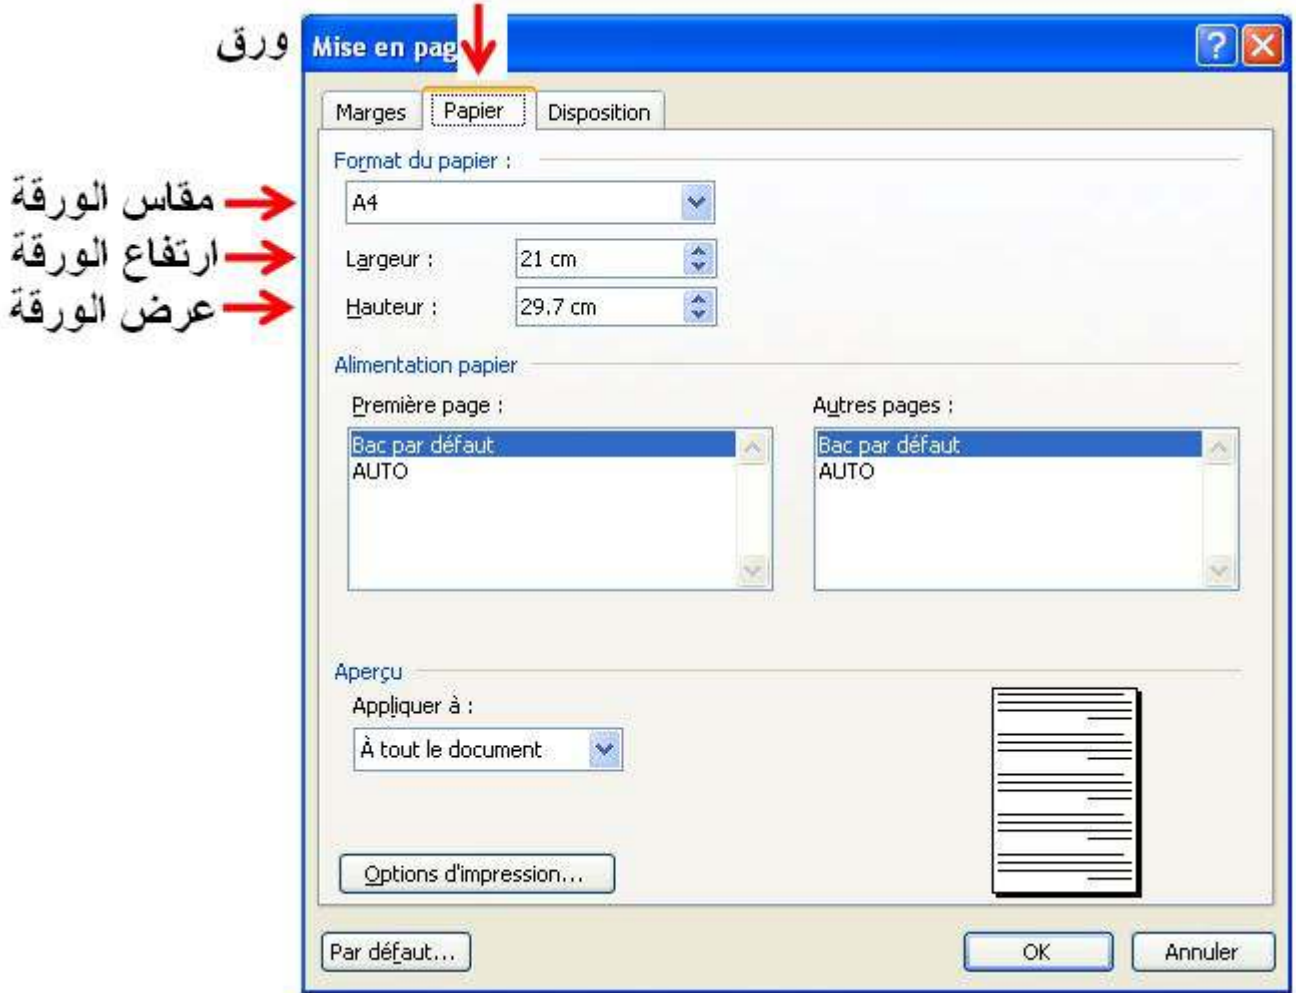 ورق
Mise en pag
Marges Papier Disposition
Format du papier :
مقاس الورقة
A4
ارتفاع الورقة
Largeur : 21 cm
عرض الورقة
Hauteur : 29.7 cm
Alimentation papier
Première page : Autres pages :
Bac par défaut Bac par défaut
AUTO AUTO
Aperçu
Appliquer à :
À tout le document
Options d'impression...
Par défaut... OK Annuler